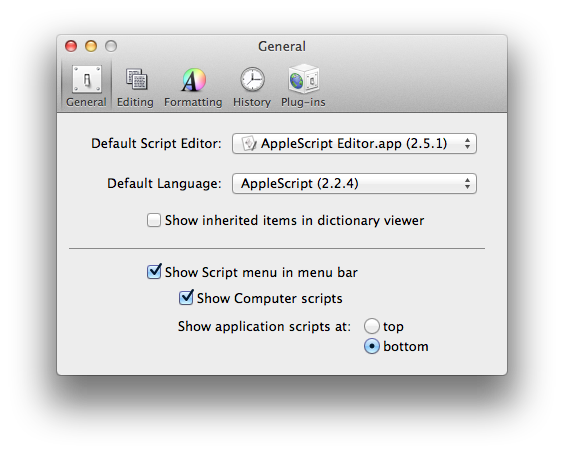 General
General Editing Formatting History Plug-ins
Default Script Editor: AppleScript Editor.app (2.5.1)
Default Language: AppleScript (2.2.4)
Show inherited items in dictionary viewer
Show Script menu in menu bar
Show Computer scripts
Show application scripts at: top
bottom